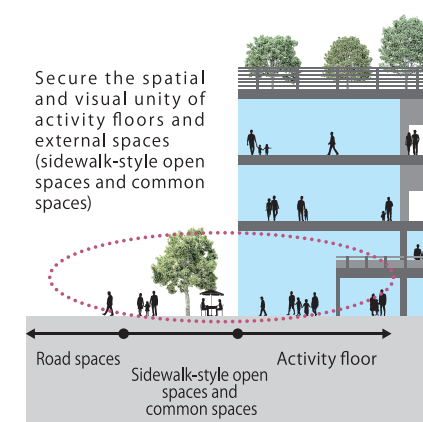 Secure the spatial
and visual unity of
activity floors and
external spaces
(sidewalk-style open
spaces and common
spaces)
Road spaces
Sidewalk-style open
spaces and
common spaces
Activity floor